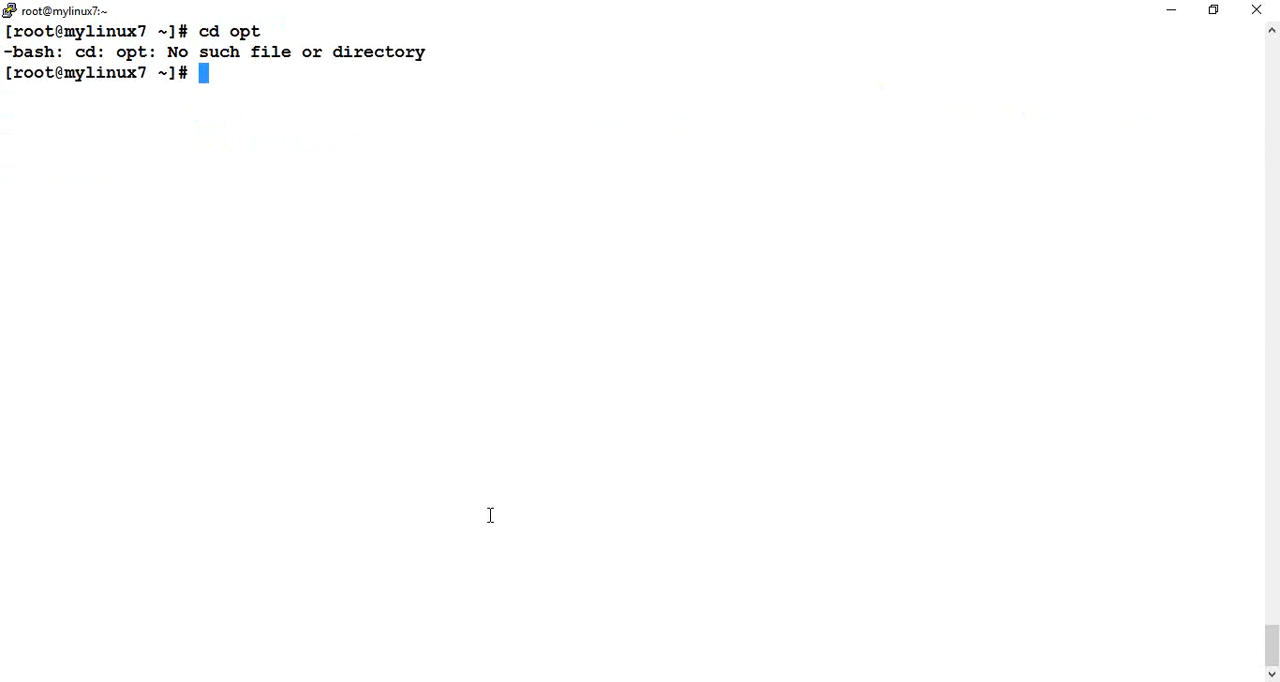 root@mylinux7:~
[root@mylinux7 ~]# cd opt
-bash: cd: opt: No such file or directory
[root@mylinux7 ~]#